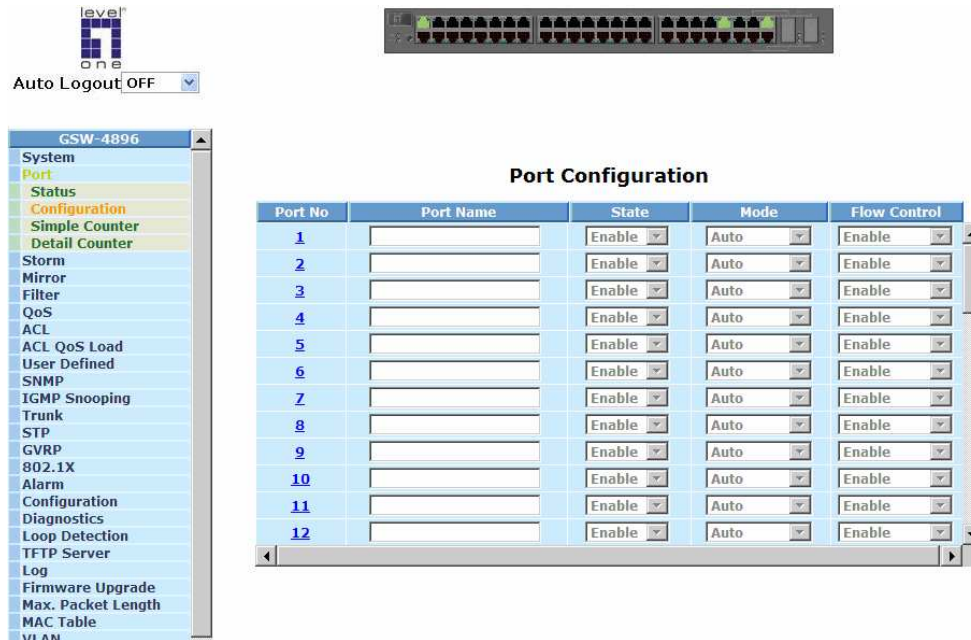 level
one
Auto Logout OFF
GSW-4896
System
Port
Status
Configuration
Simple Counter
Detail Counter
Storm
Mirror
Filter
QoS
ACL
ACL QoS Load
User Defined
SNMP
IGMP Snooping
Trunk
STP
GVRP
802.1X
Alarm
Configuration
Diagnostics
Loop Detection
TFTP Server
Log
Firmware Upgrade
Max. Packet Length
MAC Table
VLAN
Port Configuration
Port No Port Name State Mode Flow Control
1 Enable Auto Enable
2 Enable Auto Enable
3 Enable Auto Enable
4 Enable Auto Enable
5 Enable Auto Enable
6 Enable Auto Enable
7 Enable Auto Enable
8 Enable Auto Enable
9 Enable Auto Enable
10 Enable Auto Enable
11 Enable Auto Enable
12 Enable Auto Enable